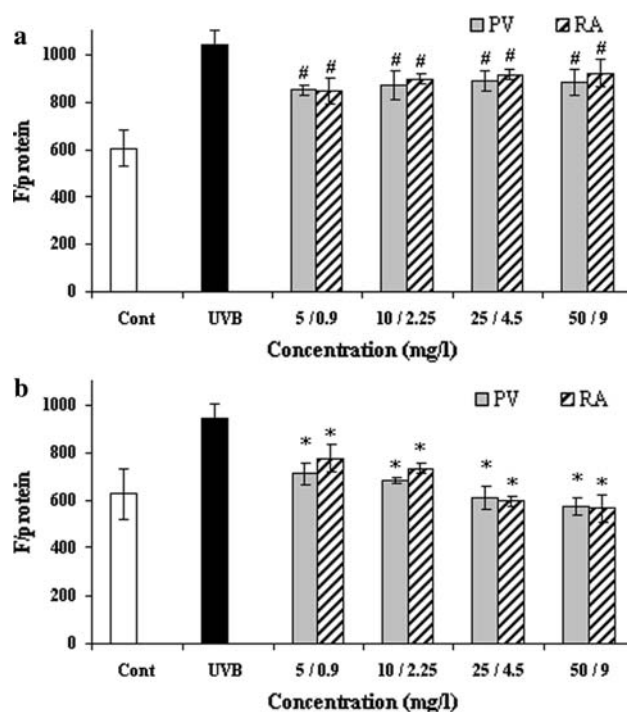 a
PV RA
1000
800
600
400
200
0
F/protein
# # # # # # # #
Cont UVB 5 / 0.9 10 / 2.25 25 / 4.5 50 / 9
Concentration (mg/l)
b
PV RA
1000
800
600
400
200
0
F/protein
* * * * * * * *
Cont UVB 5 / 0.9 10 / 2.25 25 / 4.5 50 / 9
Concentration (mg/l)